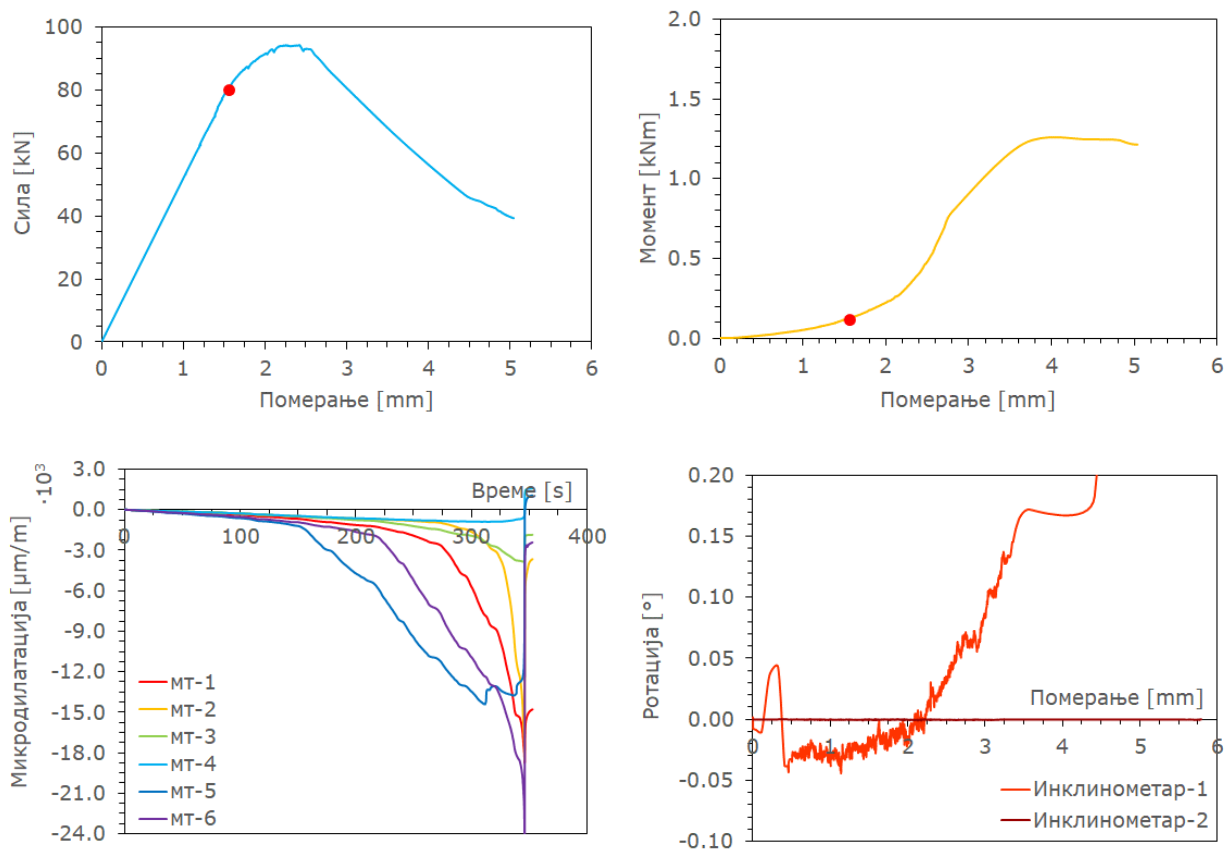 100
80
60
40
20
0
Сила [kN]
0 1 2 3 4 5 6
Померање [mm]
2.0
1.5
1.0
0.5
0.0
Момент [kNm]
0 1 2 3 4 5 6
Померање [mm]
3.0
0.0
-3.0
-6.0
-9.0
-12.0
-15.0
-18.0
-21.0
-24.0
·10³
Микродилатација [µm/m]
Време [s]
0 100 200 300 400
мт-1
мт-2
мт-3
мт-4
мт-5
мт-6
0.20
0.15
0.10
0.05
0.00
-0.05
-0.10
Ротација [°]
Померање [mm]
0 1 2 3 4 5 6
Инклинометар-1
Инклинометар-2